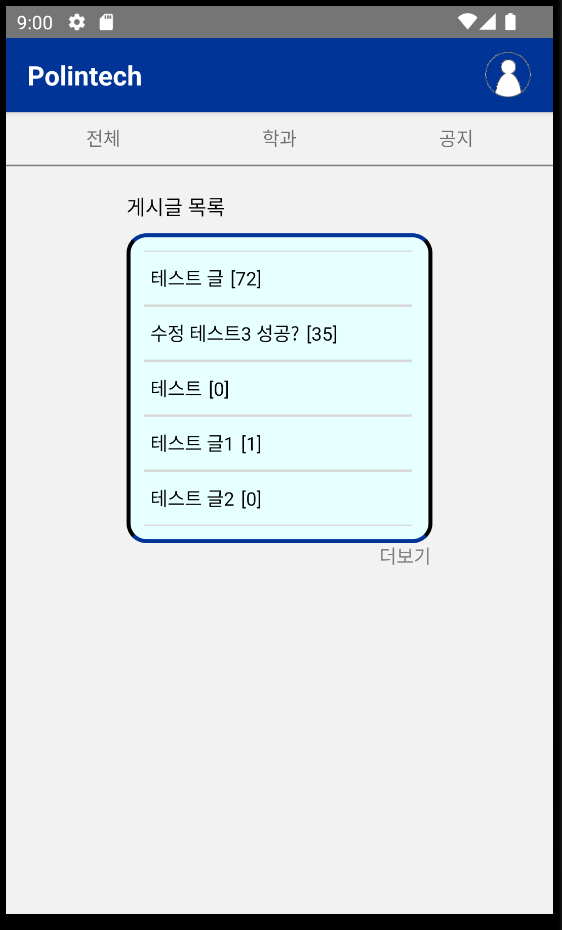 9:00
Polintech
전체 학과 공지
게시글 목록
테스트 글 [72]
수정 테스트3 성공? [35]
테스트 [0]
테스트 글1 [1]
테스트 글2 [0]
더보기